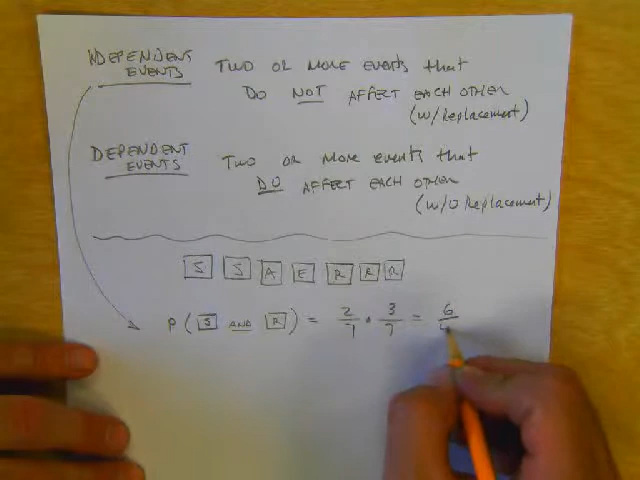 INDEPENDENT EVENTS TWO OR MORE EVENTS that
DO NOT AFFECT EACH OTHER
(w/ Replacement)
DEPENDENT EVENTS TWO OR MORE EVENTS that
DO AFFECT EACH OTHER
(w/o Replacement)
S S A E R R R
P ( S AND R ) = 2/7 · 3/7 = 6/